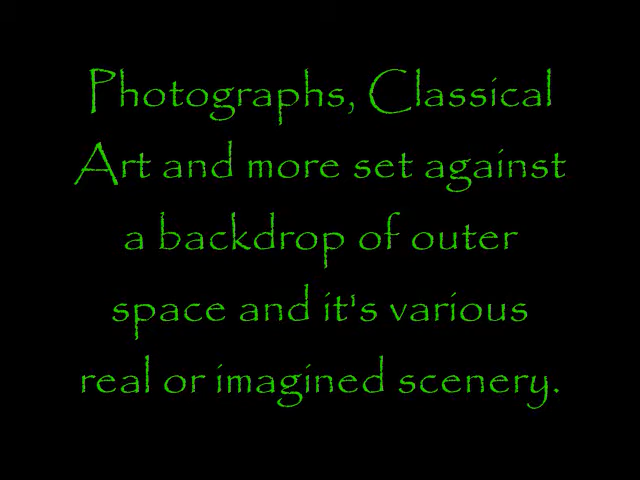 Photographs, Classical
Art and more set against
a backdrop of outer
space and it's various
real or imagined scenery.